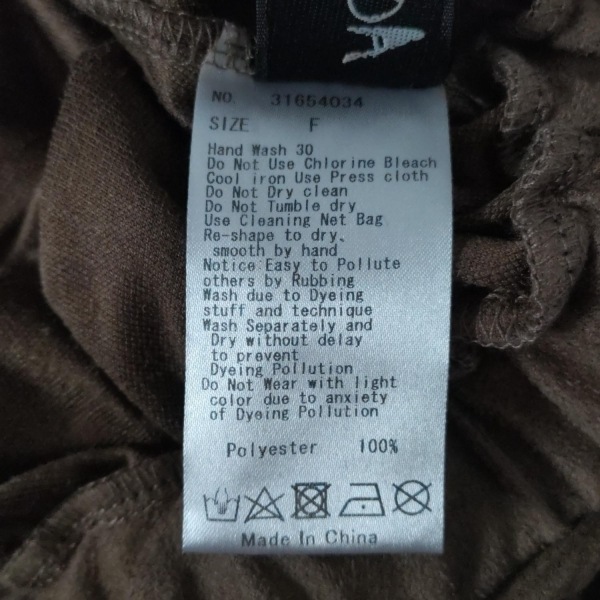 DA
NO. 31654034
SIZE F
Hand Wash 30
Do Not Use Chlorine Bleach
Cool iron Use Press cloth
Do Not Dry clean
Do Not Tumble dry
Use Cleaning Net Bag
Re-shape to dry、
smooth by hand
Notice:Easy to Pollute
others by Rubbing
Wash due to Dyeing
stuff and technique
Wash Separately and
Dry without delay
to prevent
Dyeing Pollution
Do Not Wear with light
color due to anxiety
of Dyeing Pollution
Polyester 100%
Made In China